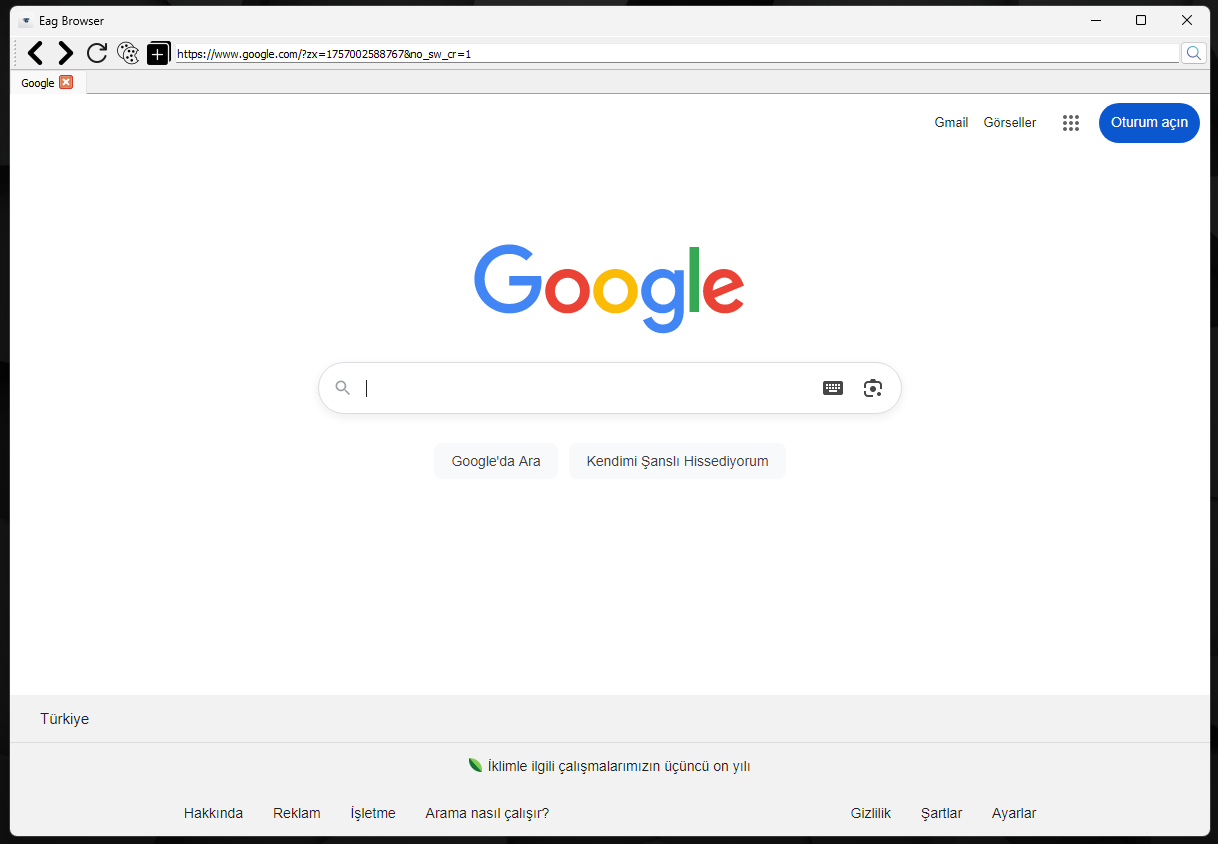 Eag Browser
https://www.google.com/?zx=1757002588767&no_sw_cr=1
Google
Gmail Görseller Oturum açın
Google
Google'da Ara Kendimi Şanslı Hissediyorum
Türkiye
İklimle ilgili çalışmalarımızın üçüncü on yılı
Hakkında Reklam İşletme Arama nasıl çalışır? Gizlilik Şartlar Ayarlar